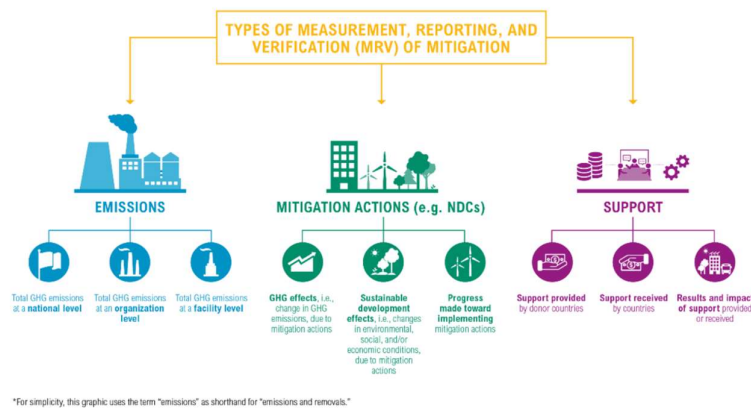 TYPES OF MEASUREMENT, REPORTING, AND
VERIFICATION (MRV) OF MITIGATION
EMISSIONS
Total GHG emissions
at a national level
Total GHG emissions
at an organization
level
Total GHG emissions
at a facility level
MITIGATION ACTIONS (e.g. NDCs)
GHG effects, i.e.,
change in GHG
emissions, due to
mitigation actions
Sustainable
development
effects, i.e., changes
in environmental,
social, and/or
economic conditions,
due to mitigation
actions
Progress
made toward
implementing
mitigation actions
SUPPORT
Support provided
by donor countries
Support received
by countries
Results and impact
of support provided
or received
*For simplicity, this graphic uses the term "emissions" as shorthand for "emissions and removals."